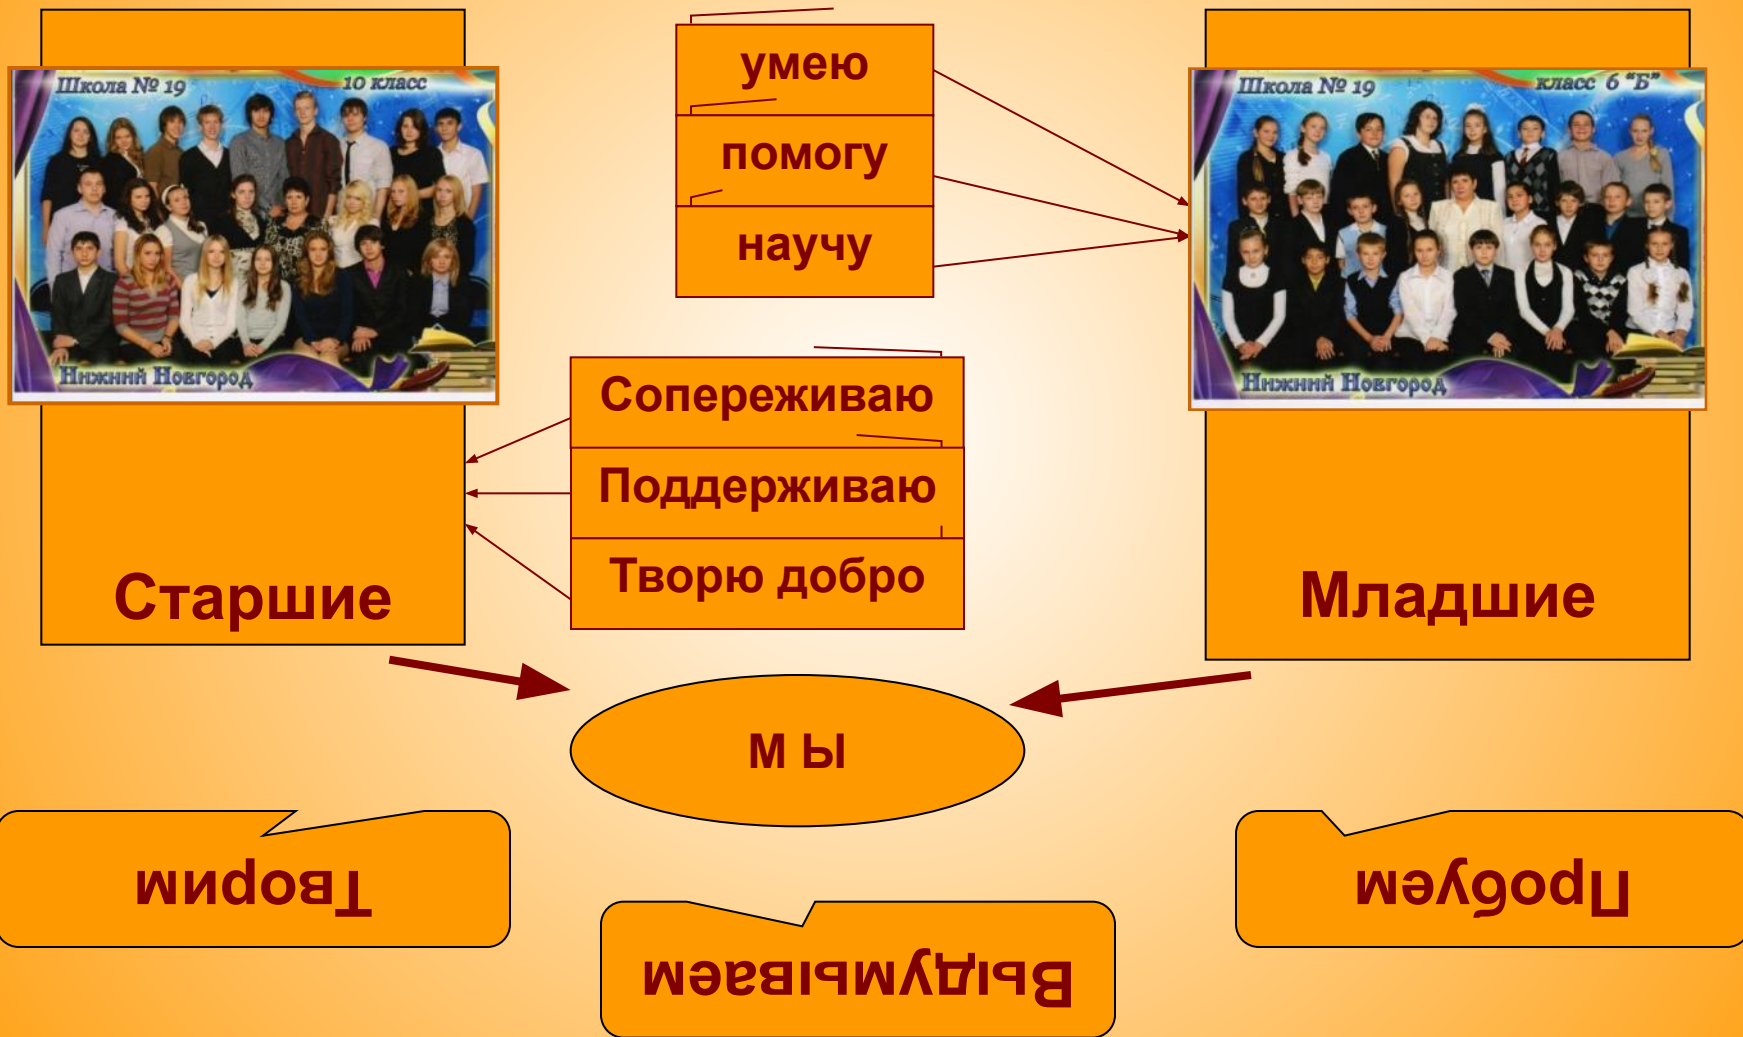 Школа № 19
10 класс
Нижний Новгород
Старшие
умею
помогу
научу
Сопереживаю
Поддерживаю
Творю добро
Школа № 19
класс 6 "Б"
Нижний Новгород
Младшие
М Ы
Творим
Выдумываем
Пробуем